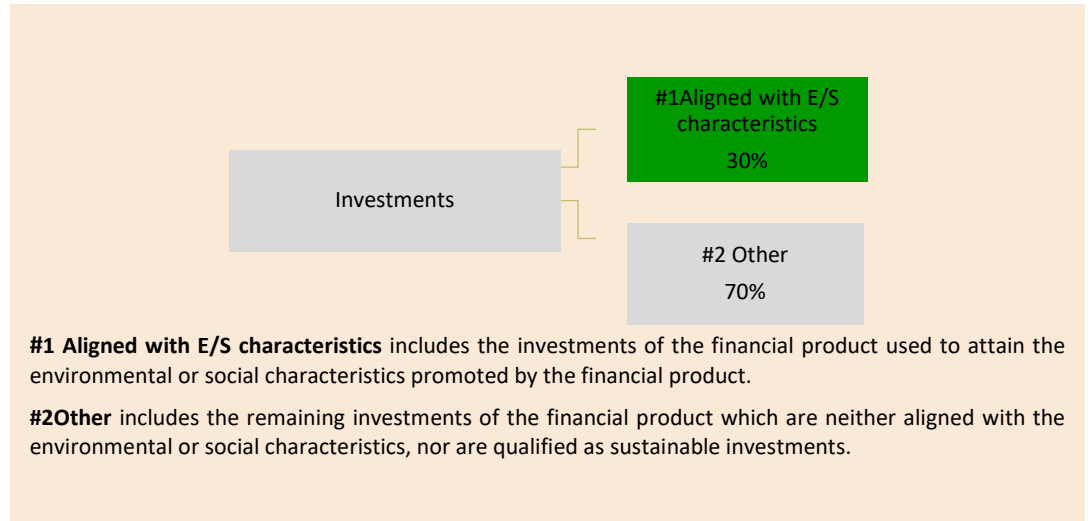 #1Aligned with E/S
characteristics
30%
Investments
#2 Other
70%
#1 Aligned with E/S characteristics includes the investments of the financial product used to attain the
environmental or social characteristics promoted by the financial product.
#2Other includes the remaining investments of the financial product which are neither aligned with the
environmental or social characteristics, nor are qualified as sustainable investments.